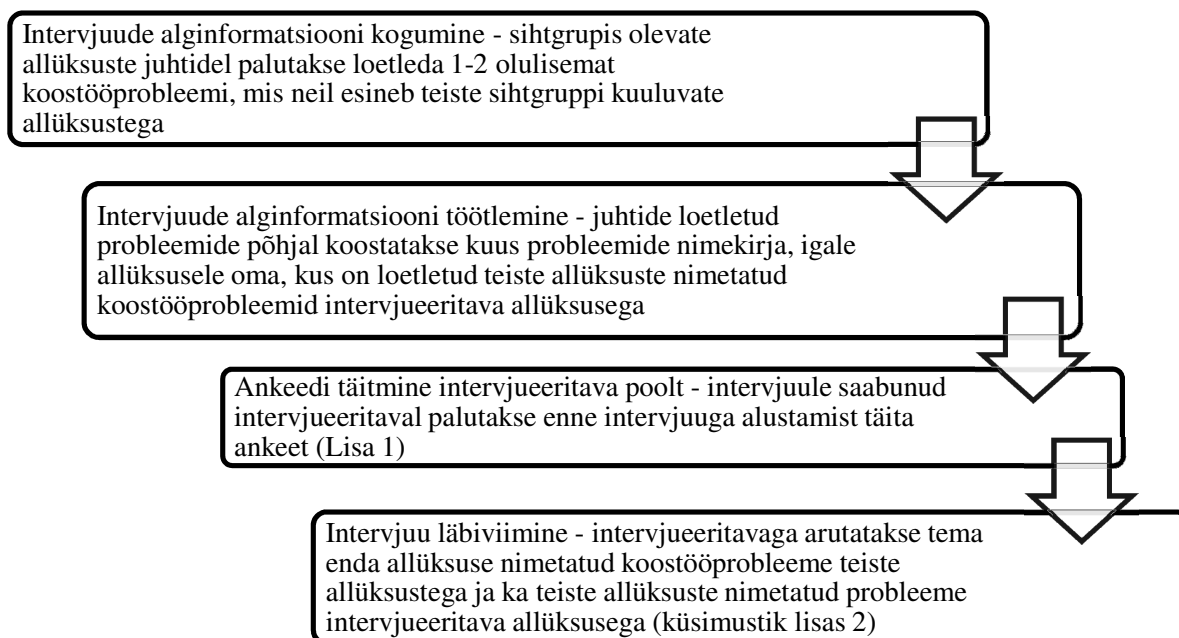 Intervjuude alginformatsiooni kogumine - sihtgrupis olevate
allüksuste juhtidel palutakse loetleda 1-2 olulisemat
koostööprobleemi, mis neil esineb teiste sihtgruppi kuuluvate
allüksustega
Intervjuude alginformatsiooni töötlemine - juhtide loetletud
probleemide põhjal koostatakse kuus probleemide nimekirja, igale
allüksusele oma, kus on loetletud teiste allüksuste nimetatud
koostööprobleemid intervjueeritava allüksusega
Ankeedi täitmine intervjueeritava poolt - intervjuule saabunud
intervjueeritaval palutakse enne intervjuuga alustamist täita
ankeet (Lisa 1)
Intervjuu läbiviimine - intervjueeritavaga arutatakse tema
enda allüksuse nimetatud koostööprobleeme teiste
allüksustega ja ka teiste allüksuste nimetatud probleeme
intervjueeritava allüksusega (küsimustik lisas 2)